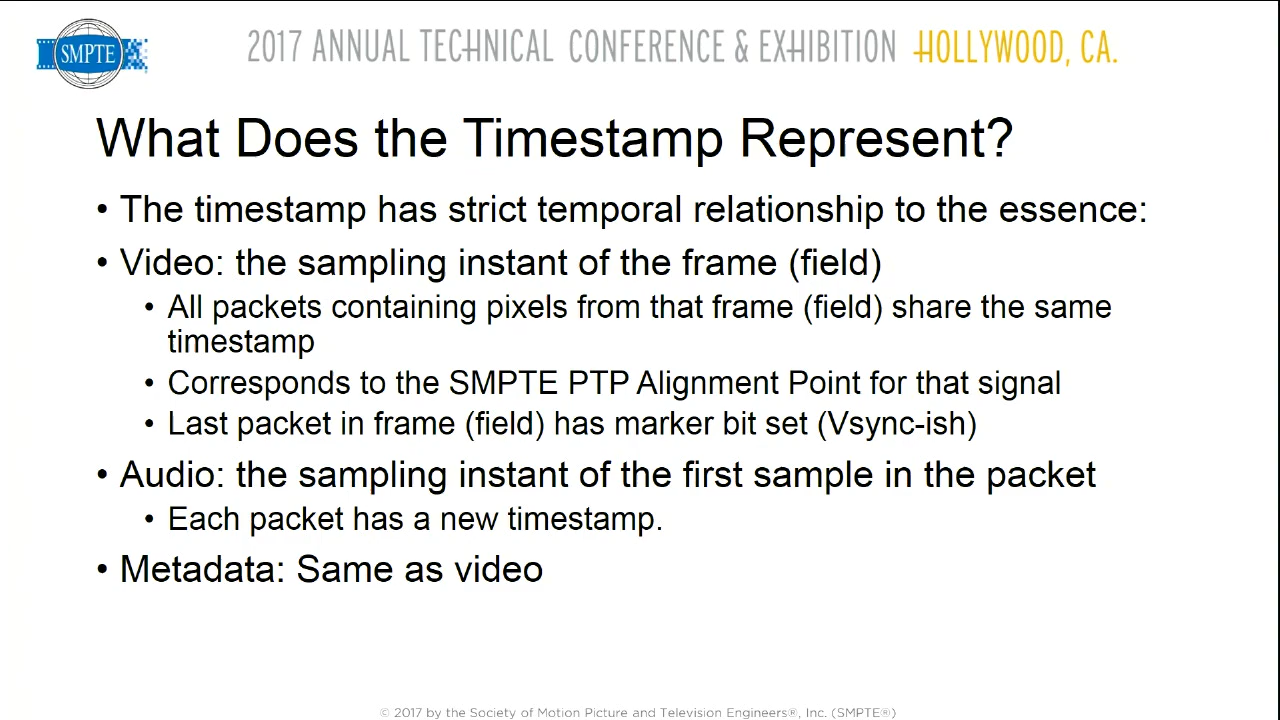 SMPTE
2017 ANNUAL TECHNICAL CONFERENCE & EXHIBITION HOLLYWOOD, CA.
What Does the Timestamp Represent?
• The timestamp has strict temporal relationship to the essence:
• Video: the sampling instant of the frame (field)
• All packets containing pixels from that frame (field) share the same
timestamp
• Corresponds to the SMPTE PTP Alignment Point for that signal
• Last packet in frame (field) has marker bit set (Vsync-ish)
• Audio: the sampling instant of the first sample in the packet
• Each packet has a new timestamp.
• Metadata: Same as video
© 2017 by the Society of Motion Picture and Television Engineers®, Inc. (SMPTE®)